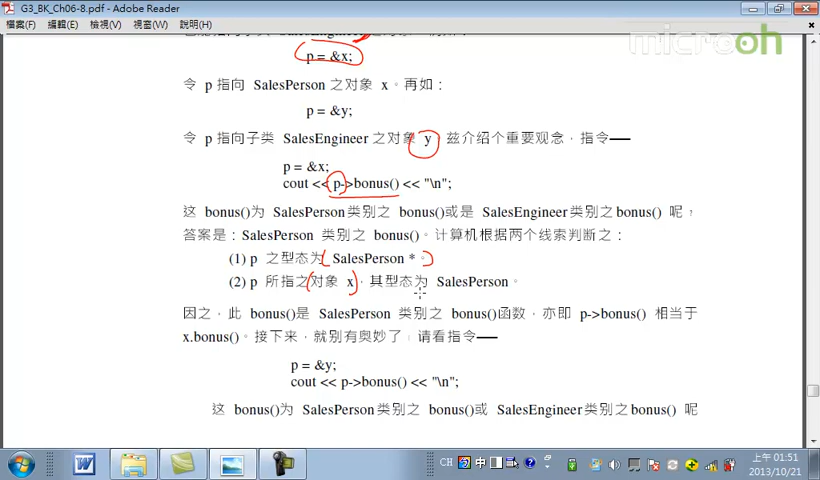 G3_BK_Ch06-8.pdf - Adobe Reader
檔案(F) 編輯(E) 檢視(V) 視窗(W) 說明(H)
microoh
p = &x;
令 p 指向 SalesPerson 之对象 x。再如：
p = &y;
令 p 指向子类 SalesEngineer 之对象 y 兹介绍个重要观念，指令──
p = &x;
cout << p->bonus() << "\n";
这 bonus()为 SalesPerson类别之 bonus()或是 SalesEngineer类别之bonus() 呢，
答案是：SalesPerson 类别之 bonus()。计算机根据两个线索判断之：
(1) p 之型态为 SalesPerson *。
(2) p 所指之对象 x，其型态为 SalesPerson。
因之，此 bonus()是 SalesPerson 类别之 bonus()函数，亦即 p->bonus() 相当于
x.bonus()。接下来，就别有奥妙了，请看指令──
p = &y;
cout << p->bonus() << "\n";
这 bonus()为 SalesPerson类别之 bonus()或 SalesEngineer类别之bonus() 呢
CH 中
上午 01:51
2013/10/21